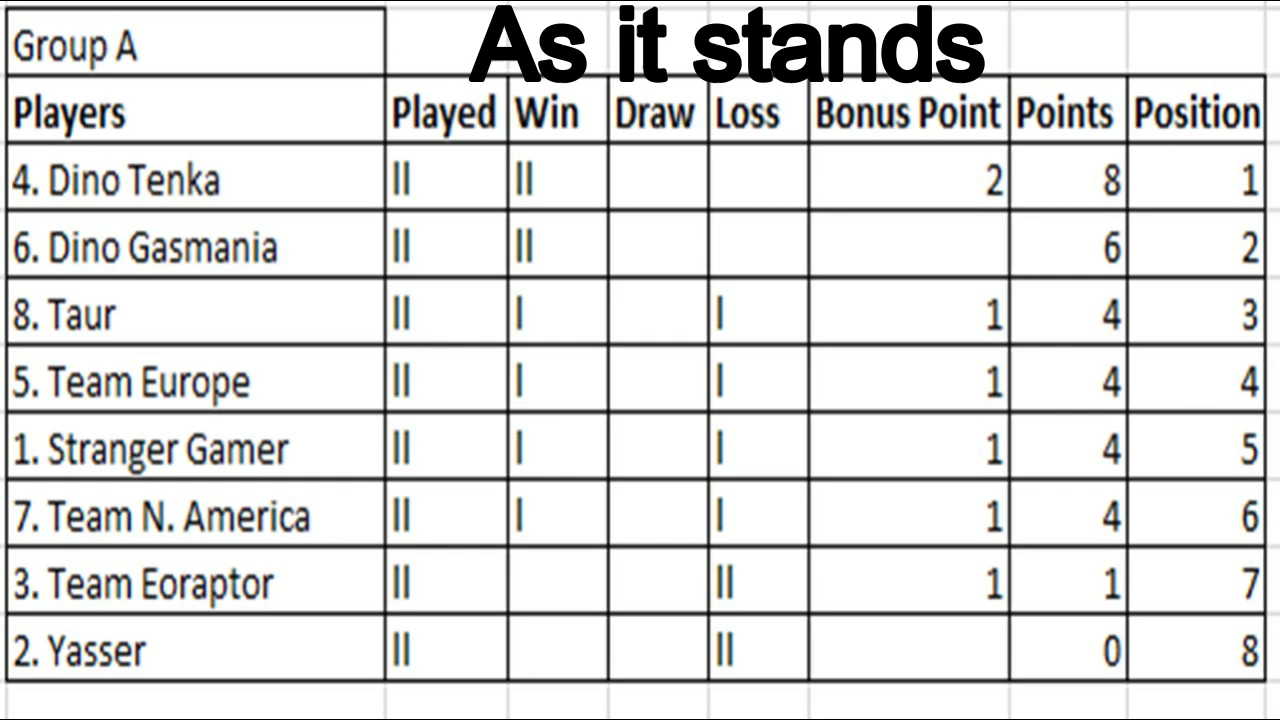 As it stands
Group A
Players Played Win Draw Loss Bonus Point Points Position
4. Dino Tenka II II 2 8 1
6. Dino Gasmania II II 6 2
8. Taur II I I 1 4 3
5. Team Europe II I I 1 4 4
1. Stranger Gamer II I I 1 4 5
7. Team N. America II I I 1 4 6
3. Team Eoraptor II II 1 1 7
2. Yasser II II 0 8